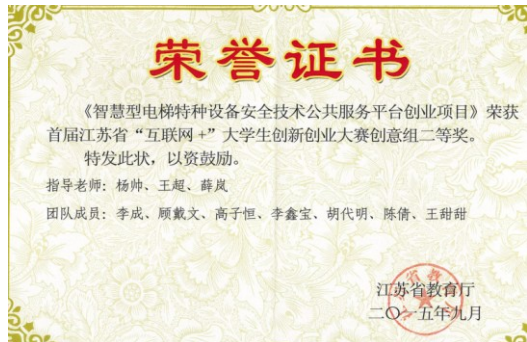 荣誉证书
《智慧型电梯特种设备安全技术公共服务平台创业项目》荣获
首届江苏省“互联网+”大学生创新创业大赛创意组二等奖。
特发此状，以资鼓励。
指导老师：杨帅、王超、薛岚
团队成员：李成、顾戴文、高子恒、李鑫宝、胡代明、陈倩、王甜甜
江苏省教育厅
二〇一五年九月